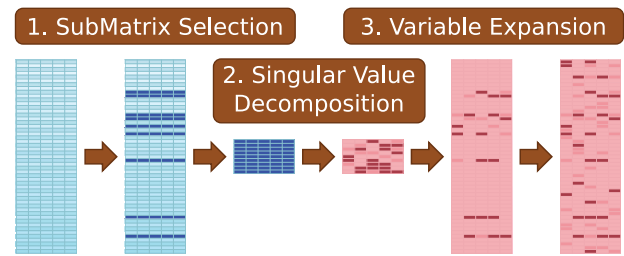 1. SubMatrix Selection
3. Variable Expansion
2. Singular Value
Decomposition